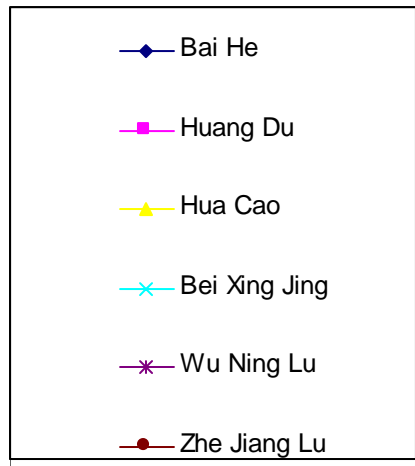 Bai He
Huang Du
Hua Cao
Bei Xing Jing
Wu Ning Lu
Zhe Jiang Lu